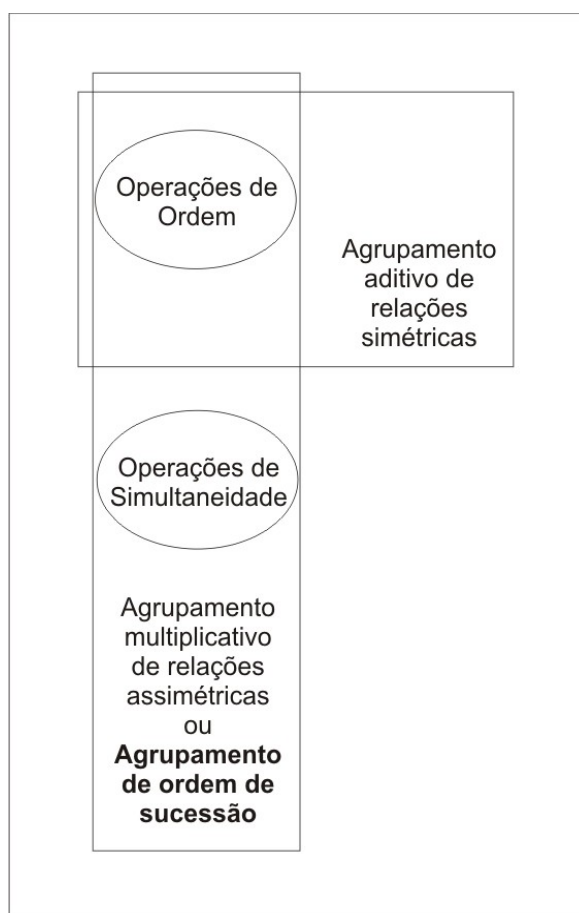 Operações de
Ordem
Agrupamento
aditivo de
relações
simétricas
Operações de
Simultaneidade
Agrupamento
multiplicativo
de relações
assimétricas
ou
Agrupamento
de ordem de
sucessão